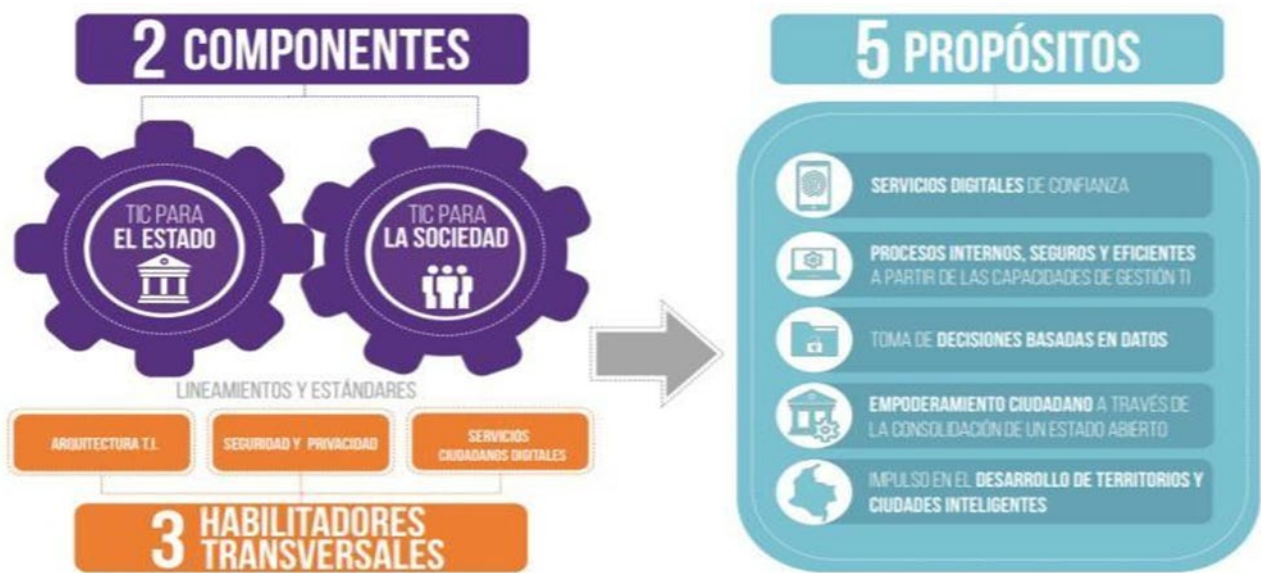 2 COMPONENTES
TIC PARA
EL ESTADO
TIC PARA
LA SOCIEDAD
LINEAMIENTOS Y ESTÁNDARES
ARQUITECTURA T.I.
SEGURIDAD Y PRIVACIDAD
SERVICIOS
CIUDADANOS DIGITALES
3 HABILITADORES
TRANSVERSALES
5 PROPÓSITOS
SERVICIOS DIGITALES DE CONFIANZA
PROCESOS INTERNOS, SEGUROS Y EFICIENTES
A PARTIR DE LAS CAPACIDADES DE GESTIÓN TI
TOMA DE DECISIONES BASADAS EN DATOS
EMPODERAMIENTO CIUDADANO A TRAVÉS DE
LA CONSOLIDACIÓN DE UN ESTADO ABIERTO
IMPULSO EN EL DESARROLLO DE TERRITORIOS Y
CIUDADES INTELIGENTES